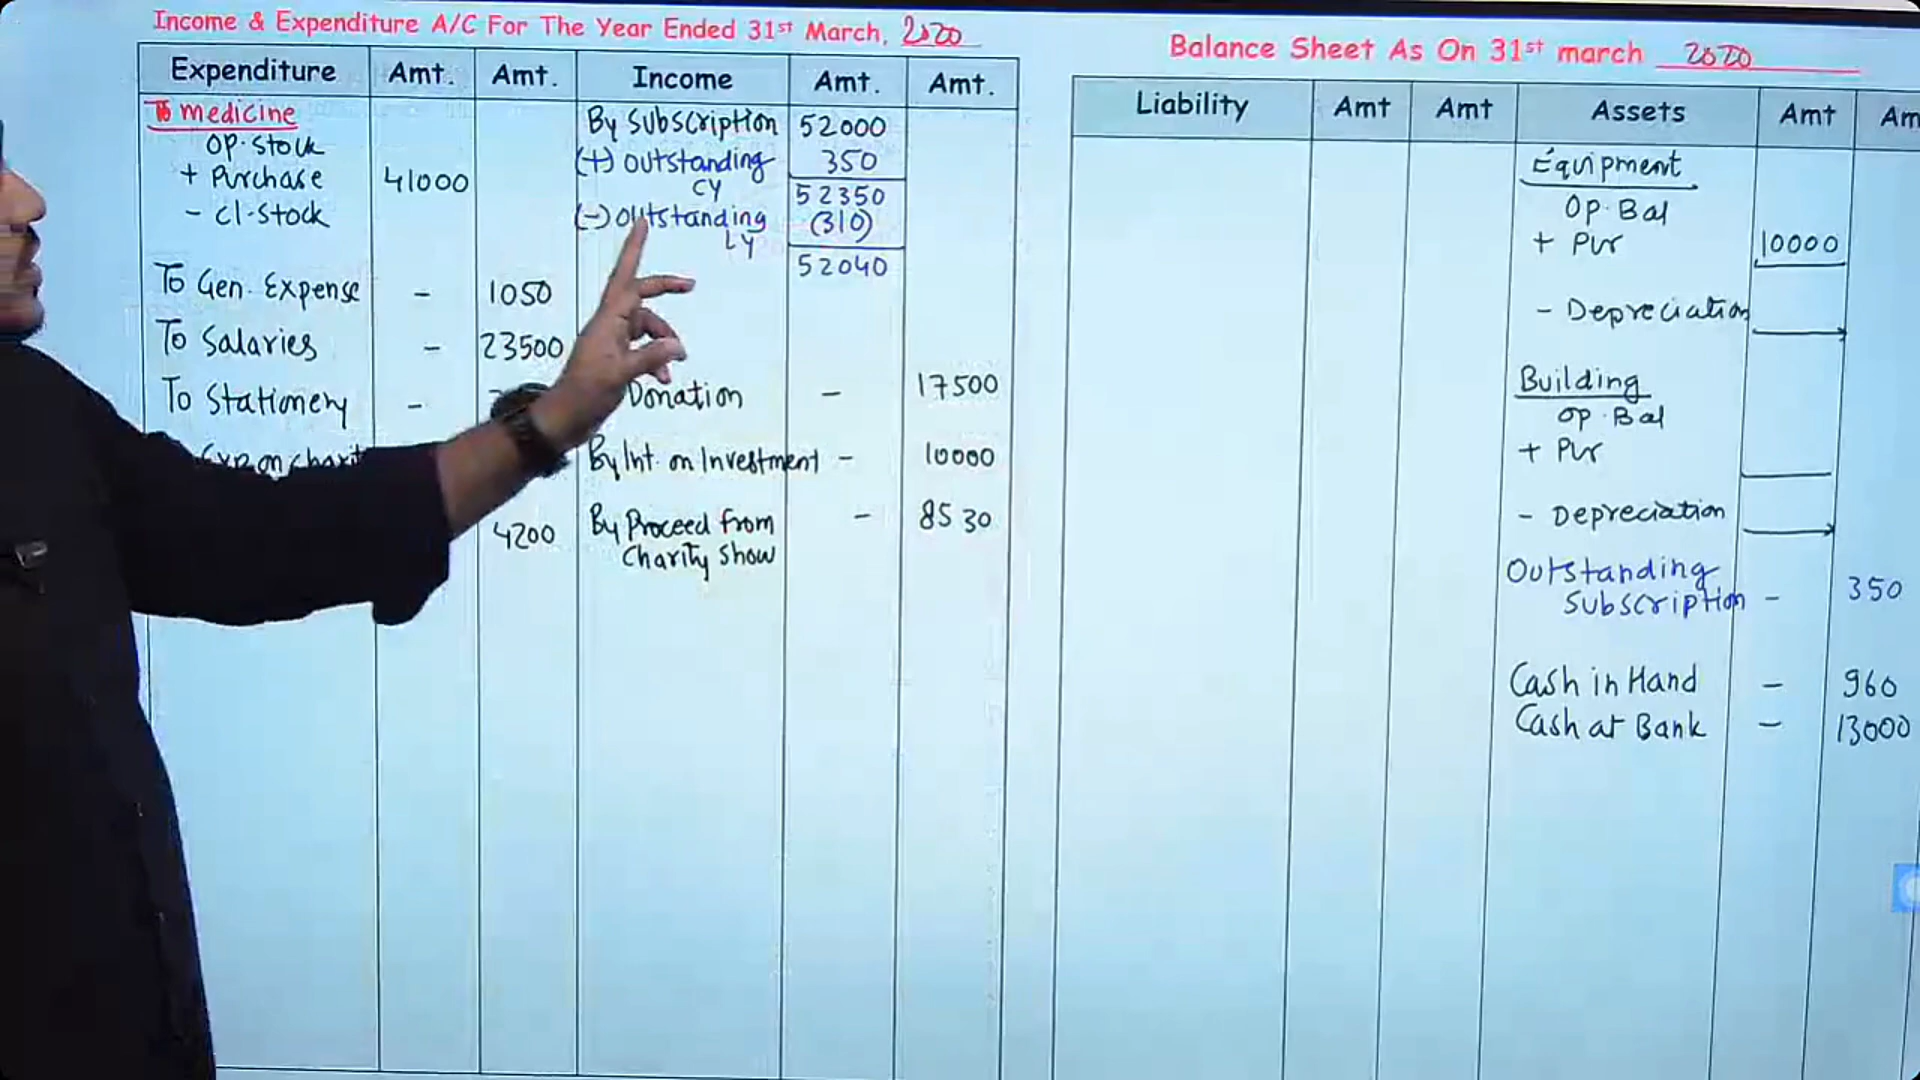 Income & Expenditure A/C For The Year Ended 31st March, 2020
Expenditure Amt. Amt. Income Amt. Amt.
To medicine
Op. Stock
+ Purchase 41000
- Cl. Stock
To Gen. Expense - 1050
To Salaries - 23500
To Stationery -
Exp on charit
4200
By Subscription 52000
(+) Outstanding 350
CY 52350
(-) Outstanding (310)
LY
52040
Donation - 17500
By Int. on Investment - 10000
By Proceed from - 8530
Charity Show
Balance Sheet As On 31st march 2020
Liability Amt Amt Assets Amt Am
Equipment
Op. Bal
+ Pur 10000
- Depreciation
Building
Op. Bal
+ Pur
- Depreciation
Outstanding
Subscription - 350
Cash in Hand - 960
Cash at Bank - 13000